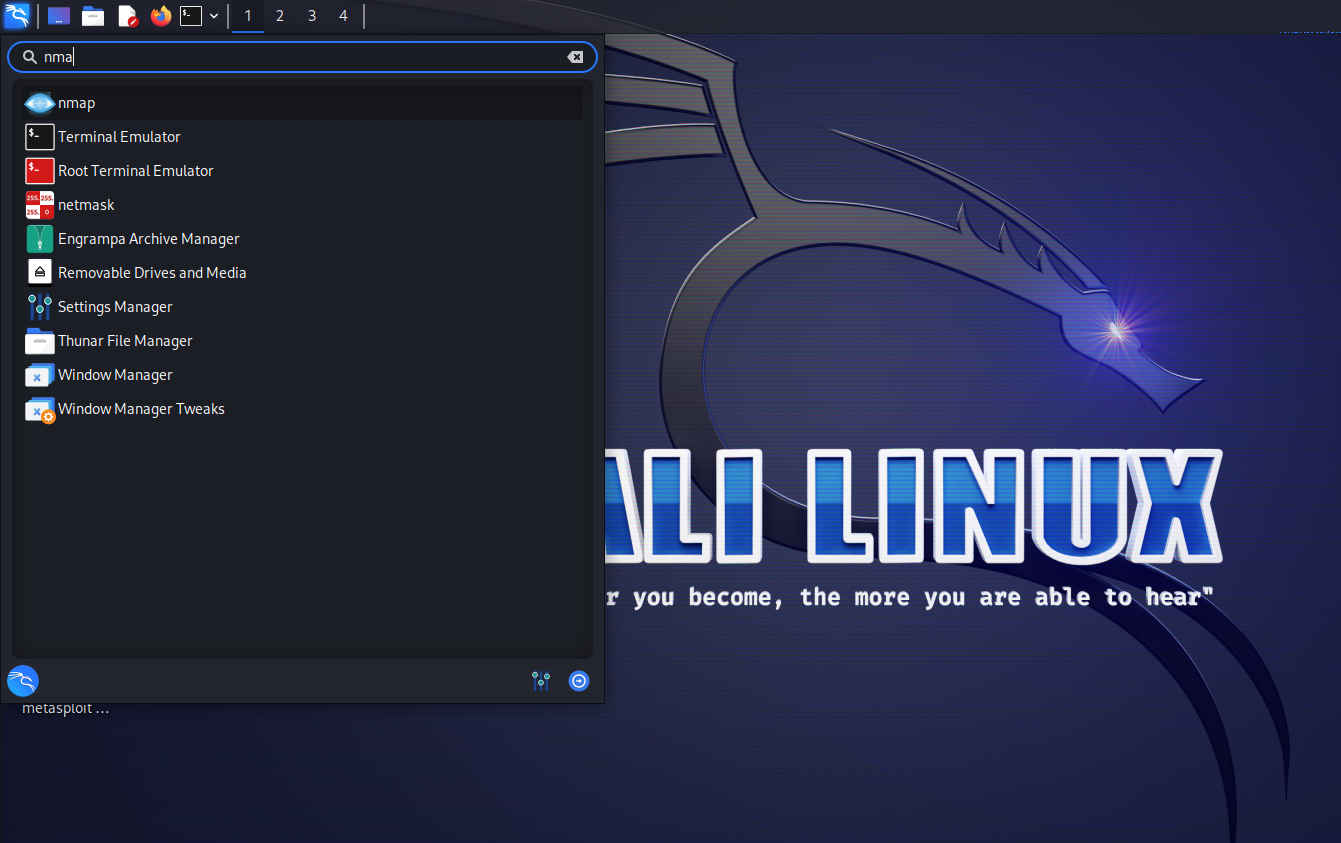 1 2 3 4
nma
nmap
Terminal Emulator
Root Terminal Emulator
netmask
Engrampa Archive Manager
Removable Drives and Media
Settings Manager
Thunar File Manager
Window Manager
Window Manager Tweaks
ALI LINUX
you become, the more you are able to hear"
metasploit ...